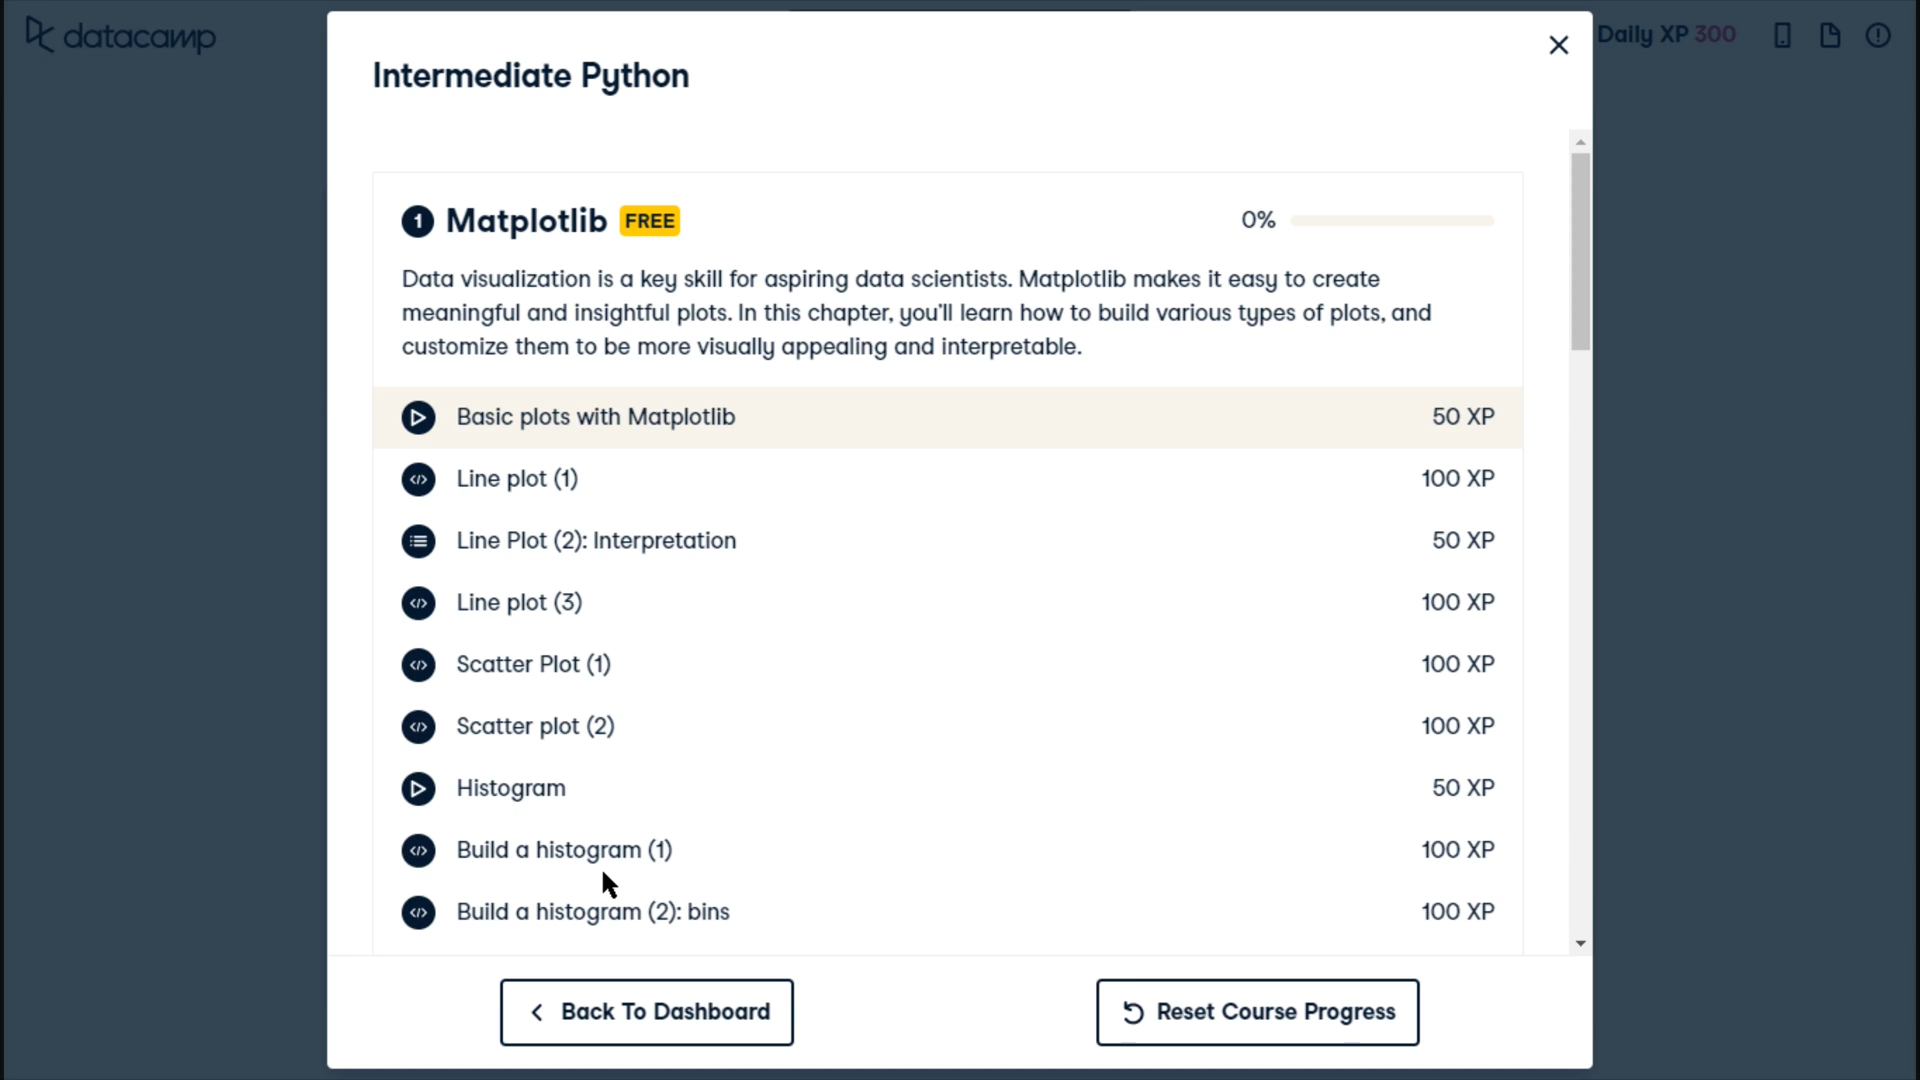 datacamp
Daily XP 300
Intermediate Python
1 Matplotlib FREE
0%
Data visualization is a key skill for aspiring data scientists. Matplotlib makes it easy to create
meaningful and insightful plots. In this chapter, you'll learn how to build various types of plots, and
customize them to be more visually appealing and interpretable.
Basic plots with Matplotlib 50 XP
Line plot (1) 100 XP
Line Plot (2): Interpretation 50 XP
Line plot (3) 100 XP
Scatter Plot (1) 100 XP
Scatter plot (2) 100 XP
Histogram 50 XP
Build a histogram (1) 100 XP
Build a histogram (2): bins 100 XP
Back To Dashboard
Reset Course Progress